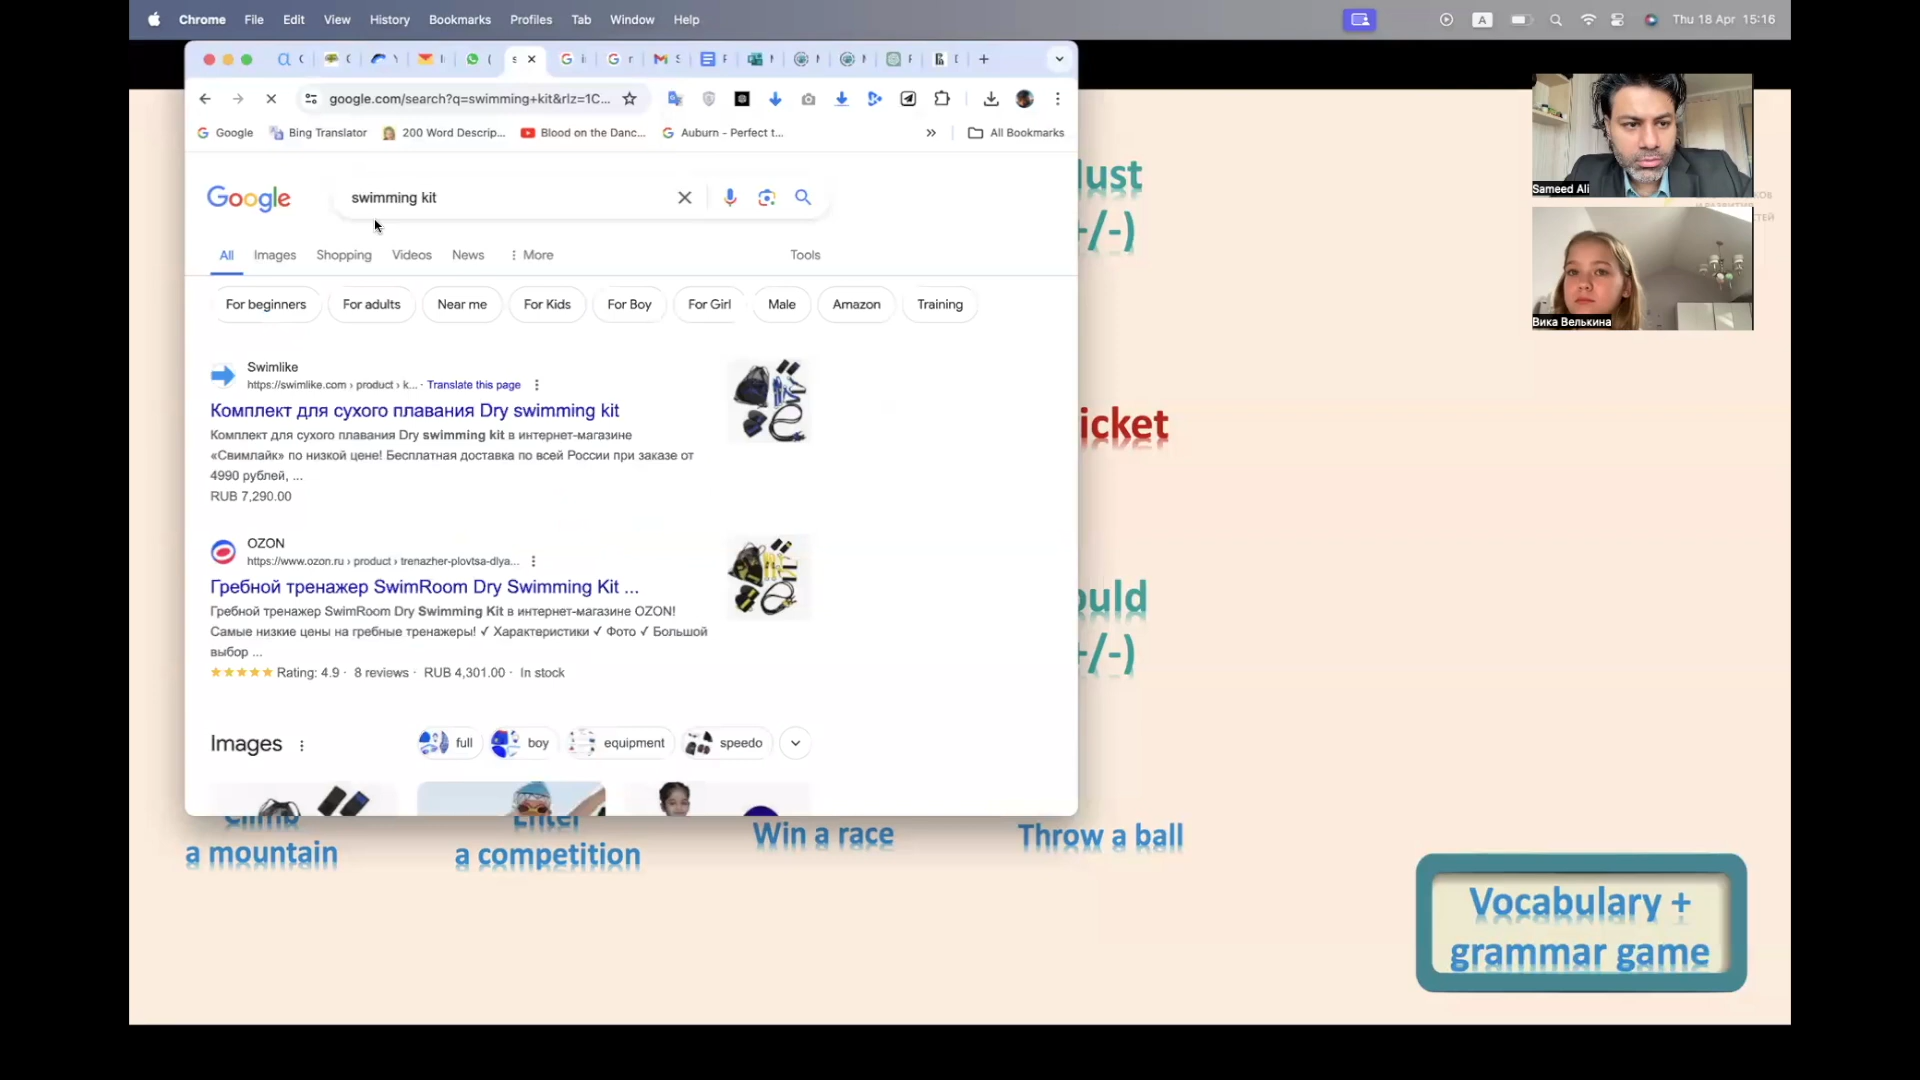 Chrome File Edit View History Bookmarks Profiles Tab Window Help
A Thu 18 Apr 15:16
google.com/search?q=swimming+kit&rlz=1C...
Google Bing Translator 200 Word Descrip... Blood on the Danc... Auburn - Perfect t... » All Bookmarks
Google swimming kit
All Images Shopping Videos News More Tools
For beginners For adults Near me For Kids For Boy For Girl Male Amazon Training
Swimlike
https://swimlike.com › product › k... · Translate this page
Комплект для сухого плавания Dry swimming kit
Комплект для сухого плавания Dry swimming kit в интернет-магазине
«Свимлайк» по низкой цене! Бесплатная доставка по всей России при заказе от
4990 рублей, ...
RUB 7,290.00
OZON
https://www.ozon.ru › product › trenazher-plovtsa-dlya...
Гребной тренажер SwimRoom Dry Swimming Kit ...
Гребной тренажер SwimRoom Dry Swimming Kit в интернет-магазине OZON!
Самые низкие цены на гребные тренажеры! ✓ Характеристики ✓ Фото ✓ Большой
выбор ...
Rating: 4.9 · 8 reviews · RUB 4,301.00 · In stock
Images full boy equipment speedo
Sameed Ali
Вика Велькина
ust
+/-)
icket
ould
+/-)
Climb
a mountain
Enter
a competition
Win a race
Throw a ball
Vocabulary +
grammar game